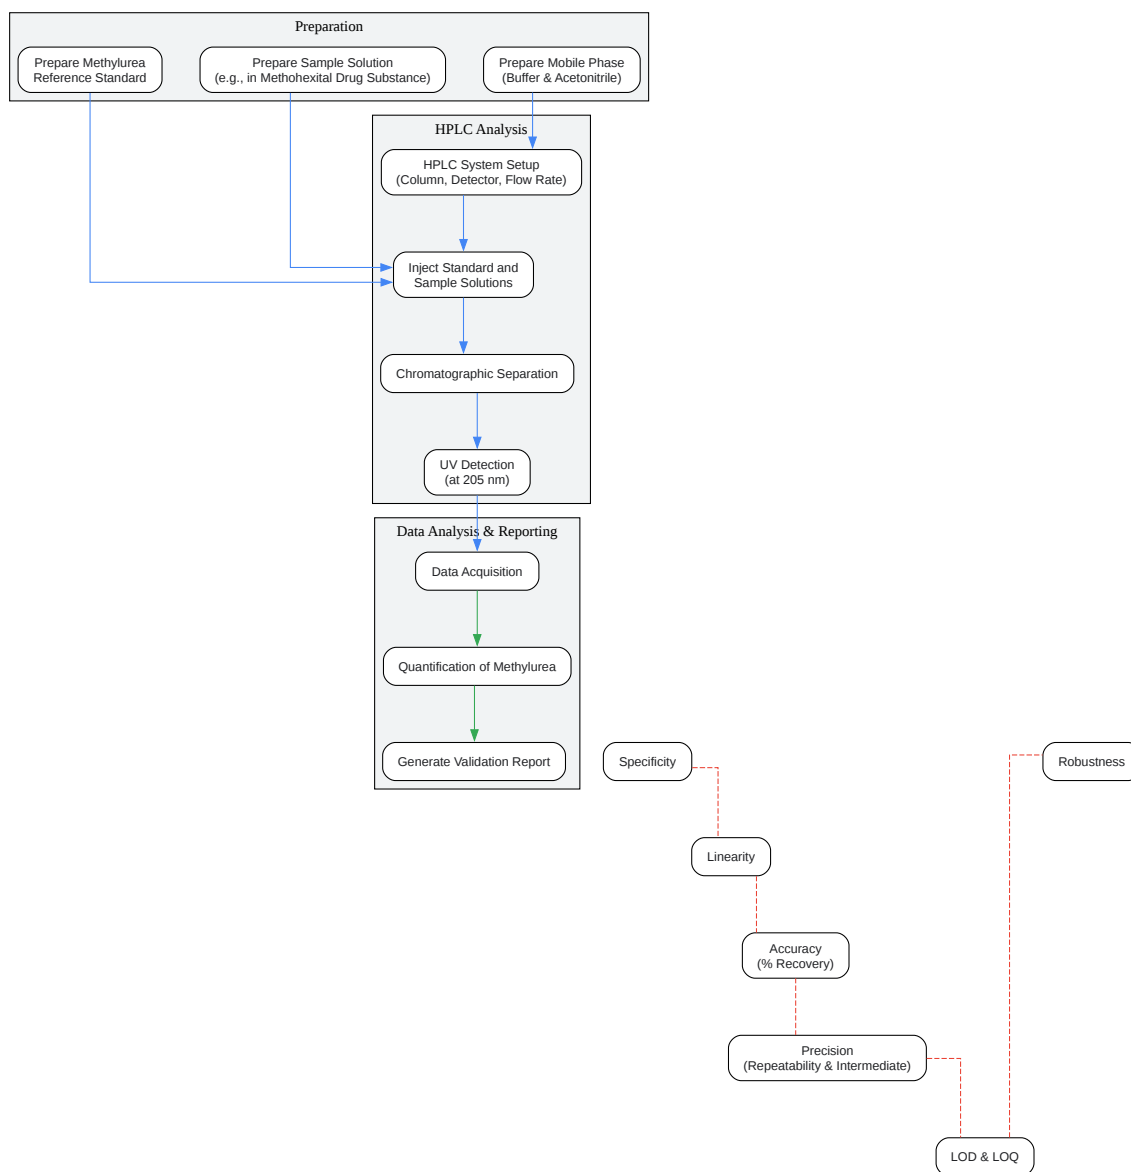 Preparation
Prepare Methylurea
Reference Standard
Prepare Sample Solution
(e.g., in Methohexital Drug Substance)
Prepare Mobile Phase
(Buffer & Acetonitrile)
HPLC Analysis
HPLC System Setup
(Column, Detector, Flow Rate)
Inject Standard and
Sample Solutions
Chromatographic Separation
UV Detection
(at 205 nm)
Data Analysis & Reporting
Data Acquisition
Quantification of Methylurea
Generate Validation Report
Specificity
Robustness
Linearity
Accuracy
(% Recovery)
Precision
(Repeatability & Intermediate)
LOD & LOQ